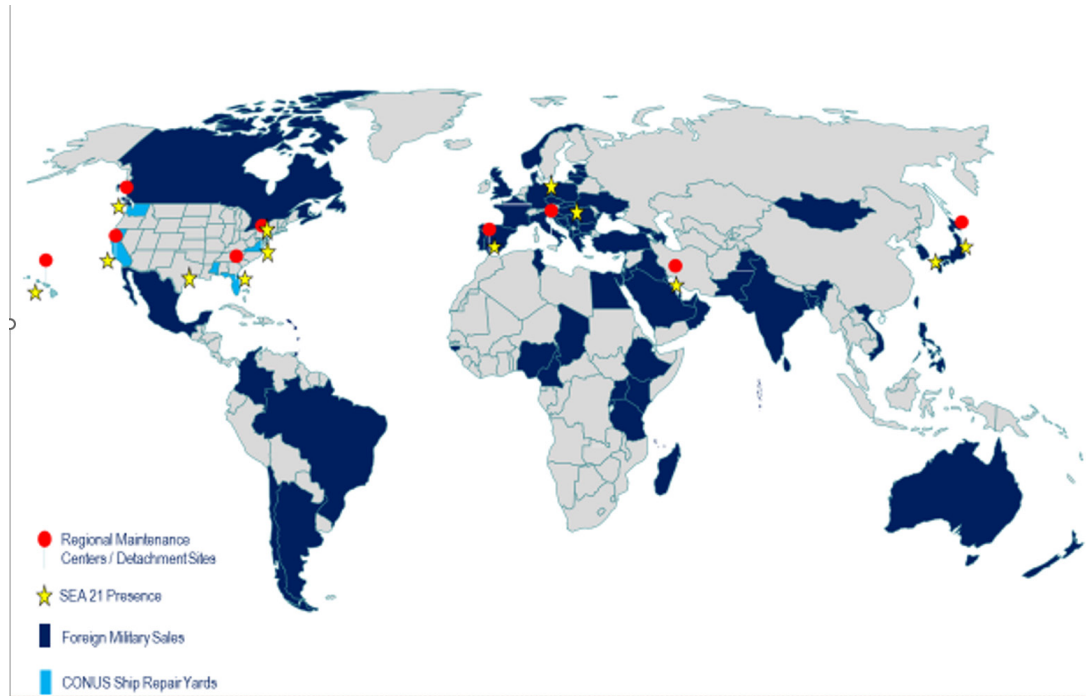 Regional Maintenance
Centers / Detachment Sites
SEA 21 Presence
Foreign Military Sales
CONUS Ship Repair Yards